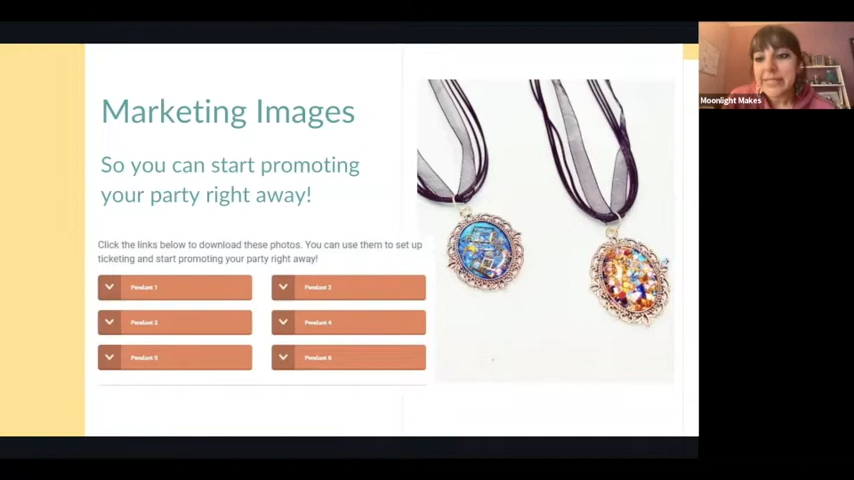 Marketing Images
So you can start promoting
your party right away!
Click the links below to download these photos. You can use them to set up
ticketing and start promoting your party right away!
Pendant 1
Pendant 2
Pendant 3
Pendant 4
Pendant 5
Pendant 6
Moonlight Makes